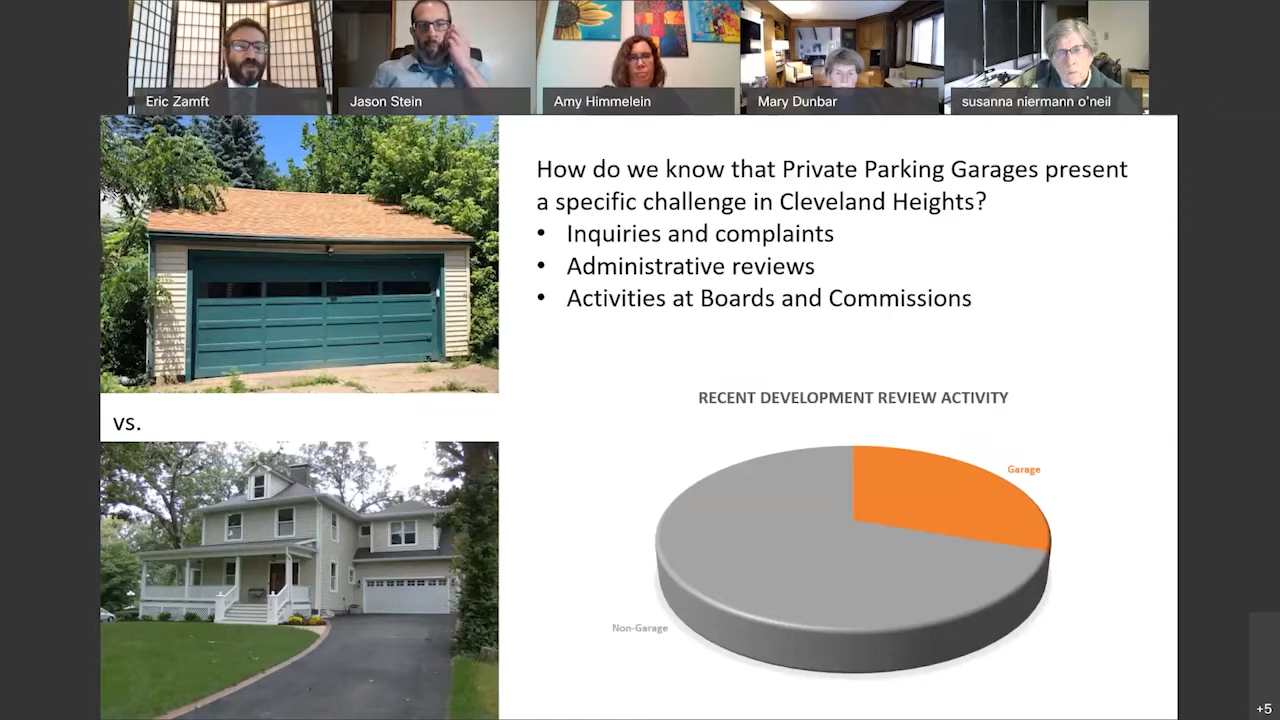 Eric Zamft
Jason Stein
Amy Himmelein
Mary Dunbar
susanna niermann o'neil
How do we know that Private Parking Garages present
a specific challenge in Cleveland Heights?
• Inquiries and complaints
• Administrative reviews
• Activities at Boards and Commissions
vs.
RECENT DEVELOPMENT REVIEW ACTIVITY
Garage
Non-Garage
+5